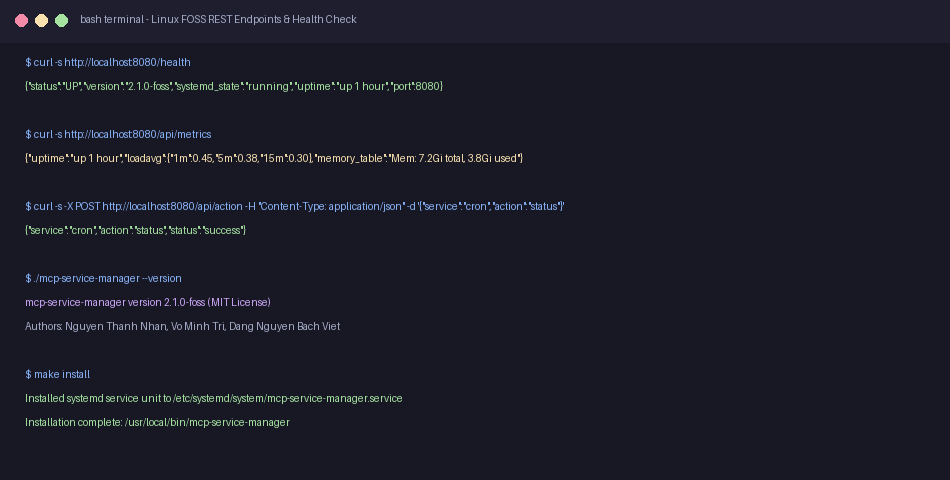 bash terminal - Linux FOSS REST Endpoints & Health Check
$ curl -s http://localhost:8080/health
{"status":"UP","version":"2.1.0-foss","systemd_state":"running","uptime":"up 1 hour","port":8080}
$ curl -s http://localhost:8080/api/metrics
{"uptime":"up 1 hour","loadavg":{"1m":0.45,"5m":0.38,"15m":0.30},"memory_table":"Mem: 7.2Gi total, 3.8Gi used"}
$ curl -s -X POST http://localhost:8080/api/action -H "Content-Type: application/json" -d '{"service":"cron","action":"status"}'
{"service":"cron","action":"status","status":"success"}
$ ./mcp-service-manager --version
mcp-service-manager version 2.1.0-foss (MIT License)
Authors: Nguyen Thanh Nhan, Vo Minh Tri, Dang Nguyen Bach Viet
$ make install
Installed systemd service unit to /etc/systemd/system/mcp-service-manager.service
Installation complete: /usr/local/bin/mcp-service-manager